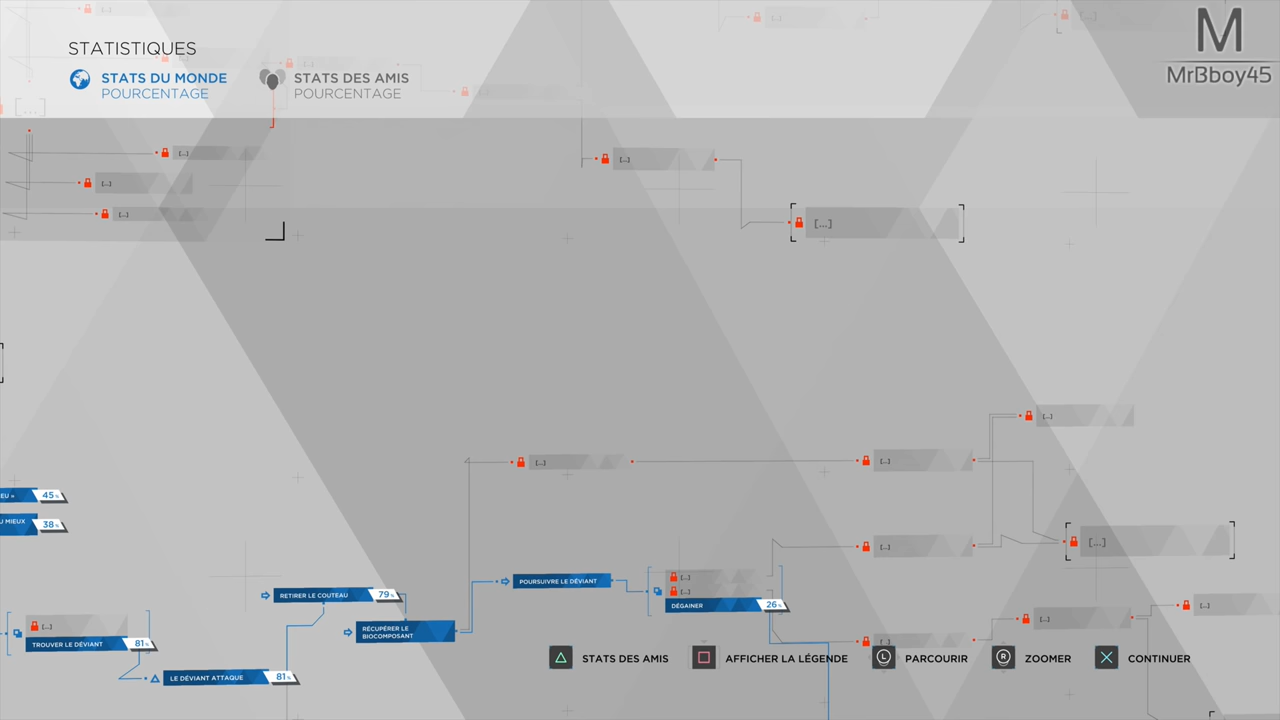 STATISTIQUES
STATS DU MONDE
POURCENTAGE
STATS DES AMIS
POURCENTAGE
M
MrBboy45
[...]
[...]
[...]
[...]
[...]
[...]
[...]
[...]
[...]
[...]
[...]
45%
U MIEUX
38%
POURSUIVRE LE DÉVIANT
[...]
[...]
DÉGAINER
26%
RETIRER LE COUTEAU
79%
RÉCUPÉRER LE
BIOCOMPOSANT
[...]
TROUVER LE DÉVIANT
81%
LE DÉVIANT ATTAQUE
81%
[...]
[...]
[...]
STATS DES AMIS
AFFICHER LA LÉGENDE
L
PARCOURIR
R
ZOOMER
CONTINUER